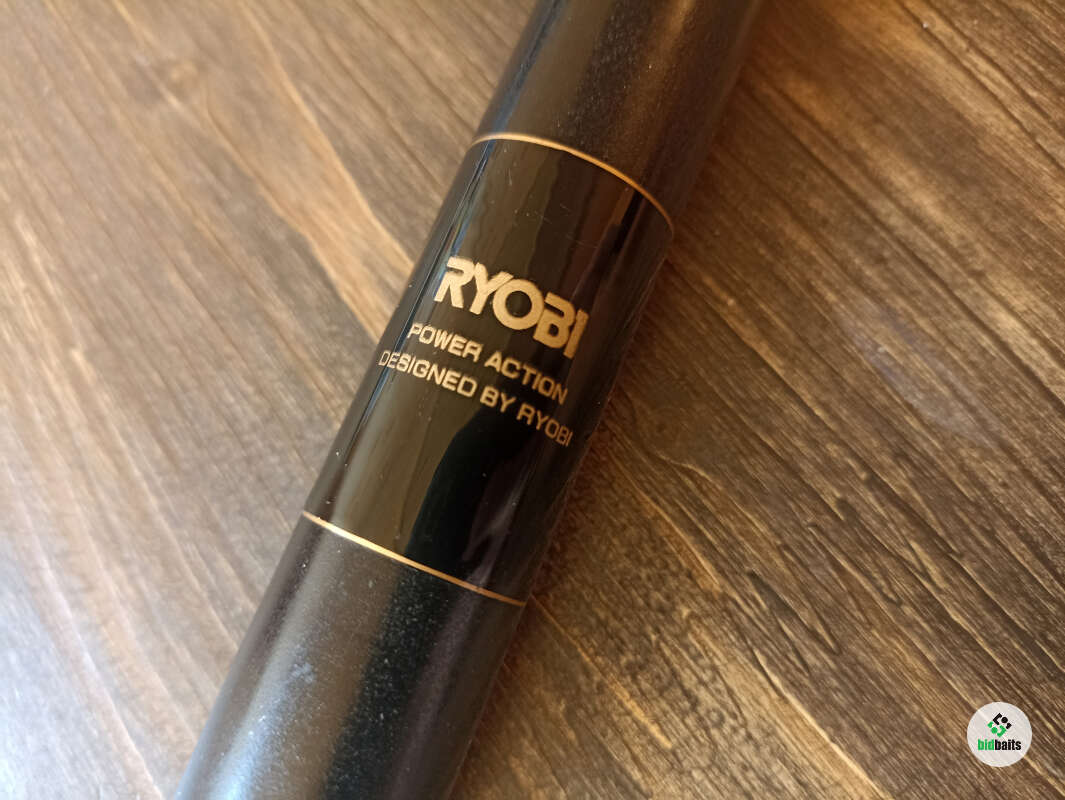 RYOBI
POWER ACTION
DESIGNED BY RYOBI
bidbaits